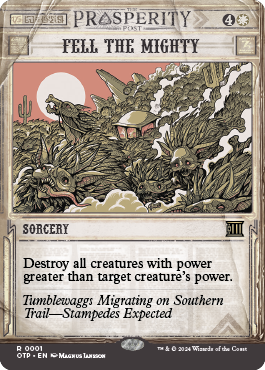 THE
PROSPERITY
POST
4
FELL THE MIGHTY
SORCERY
Destroy all creatures with power
greater than target creature's power.
Tumblewaggs Migrating on Southern
Trail—Stampedes Expected
R 0001
OTP • EN MAGNUS JANSSON
™ & © 2024 Wizards of the Coast